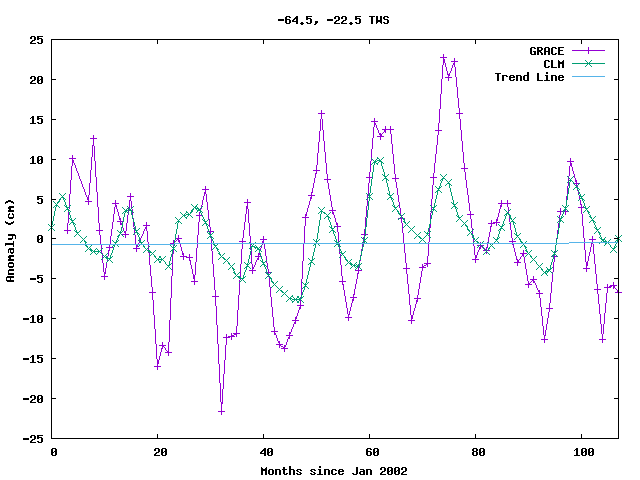 -64.5, -22.5 TWS
GRACE
CLM
Trend Line
25
20
15
10
5
0
-5
-10
-15
-20
-25
Anomaly (cm)
0 20 40 60 80 100
Months since Jan 2002